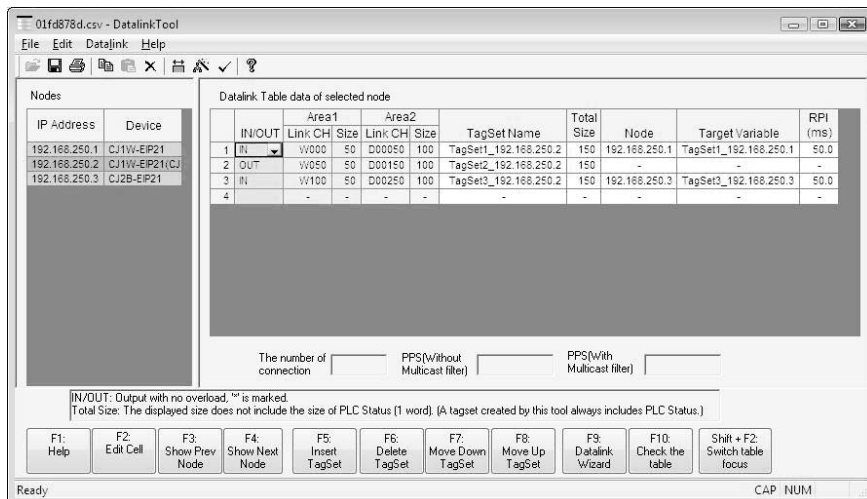 01fd878d.csv - DatalinkTool
File Edit Datalink Help
Nodes
IP Address Device
192.168.250.1 CJ1W-EIP21
192.168.250.2 CJ1W-EIP21(CJ
192.168.250.3 CJ2B-EIP21
Datalink Table data of selected node
Area1 Area2 Total RPI
IN/OUT Link CH Size Link CH Size TagSet Name Size Node Target Variable (ms)
1 IN W000 50 D00050 100 TagSet1_192.168.250.2 150 192.168.250.1 TagSet1_192.168.250.1 50.0
2 OUT W050 50 D00150 100 TagSet2_192.168.250.2 150 - - -
3 IN W100 50 D00250 100 TagSet3_192.168.250.2 150 192.168.250.3 TagSet3_192.168.250.3 50.0
4 - - - - - - - - -
The number of connection
PPS(Without Multicast filter)
PPS(With Multicast filter)
IN/OUT: Output with no overload, '*' is marked.
Total Size: The displayed size does not include the size of PLC Status (1 word). (A tagset created by this tool always includes PLC Status.)
F1: Help
F2: Edit Cell
F3: Show Prev Node
F4: Show Next Node
F5: Insert TagSet
F6: Delete TagSet
F7: Move Down TagSet
F8: Move Up TagSet
F9: Datalink Wizard
F10: Check the table
Shift + F2: Switch table focus
Ready CAP NUM